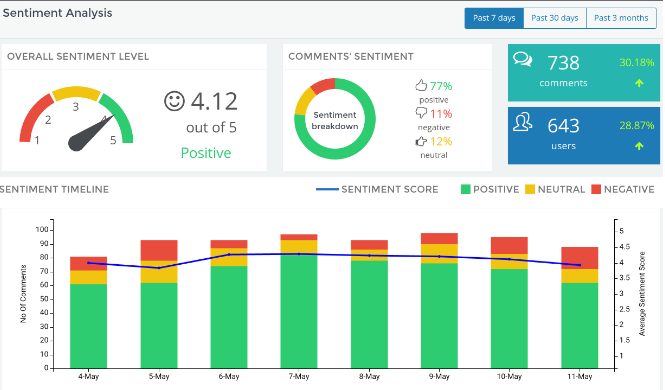 Sentiment Analysis
Past 7 days Past 30 days Past 3 months
OVERALL SENTIMENT LEVEL
1
2
3
4
5
4.12
out of 5
Positive
COMMENTS' SENTIMENT
Sentiment
breakdown
77%
positive
11%
negative
12%
neutral
738 30.18%
comments
643 28.87%
users
SENTIMENT TIMELINE
SENTIMENT SCORE POSITIVE NEUTRAL NEGATIVE
No Of Comments
100
90
80
70
60
50
40
30
20
10
0
5
4.5
4
3.5
3
2.5
2
1.5
1
Average Sentiment Score
4-May 5-May 6-May 7-May 8-May 9-May 10-May 11-May